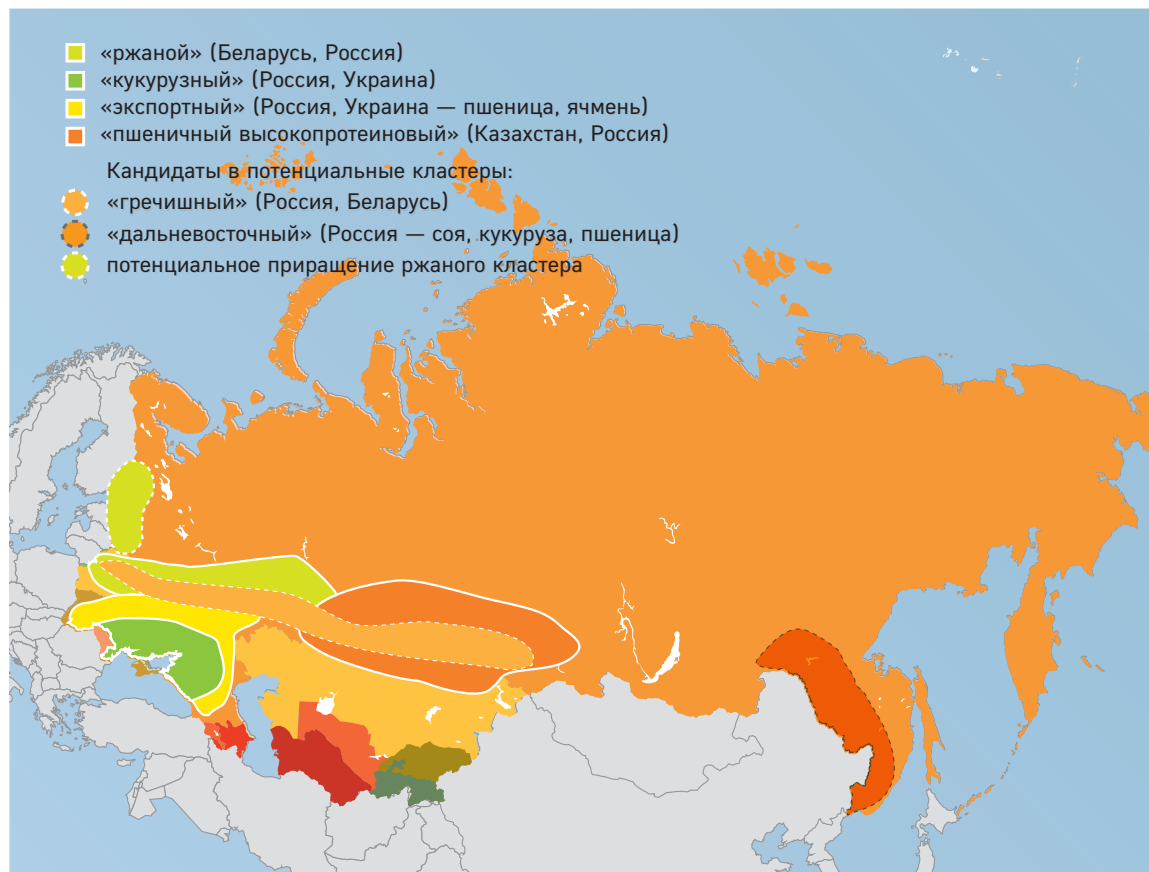 «ржаной» (Беларусь, Россия)
«кукурузный» (Россия, Украина)
«экспортный» (Россия, Украина — пшеница, ячмень)
«пшеничный высокопротеиновый» (Казахстан, Россия)
Кандидаты в потенциальные кластеры:
«гречишный» (Россия, Беларусь)
«дальневосточный» (Россия — соя, кукуруза, пшеница)
потенциальное приращение ржаного кластера